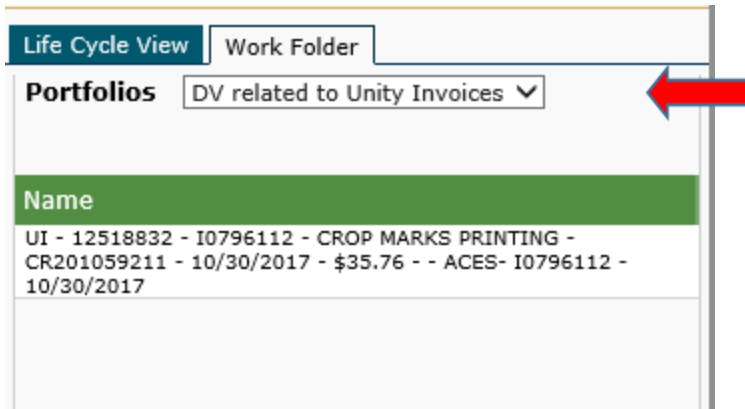 Life Cycle View Work Folder
Portfolios DV related to Unity Invoices
Name
UI - 12518832 - I0796112 - CROP MARKS PRINTING -
CR201059211 - 10/30/2017 - $35.76 - - ACES- I0796112 -
10/30/2017